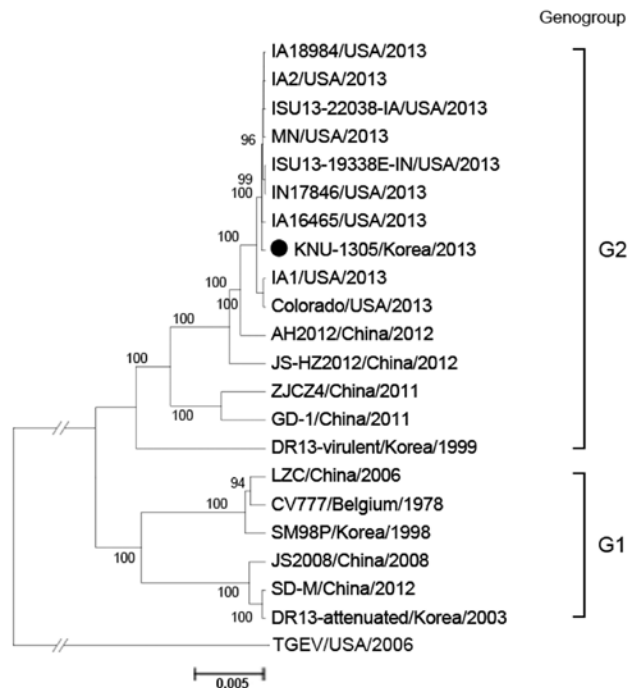 Genogroup
IA18984/USA/2013
IA2/USA/2013
ISU13-22038-IA/USA/2013
MN/USA/2013
96
ISU13-19338E-IN/USA/2013
99
IN17846/USA/2013
100
IA16465/USA/2013
100
KNU-1305/Korea/2013
G2
IA1/USA/2013
100
Colorado/USA/2013
100
AH2012/China/2012
100
JS-HZ2012/China/2012
100
ZJCZ4/China/2011
100
GD-1/China/2011
DR13-virulent/Korea/1999
LZC/China/2006
94
CV777/Belgium/1978
100
SM98P/Korea/1998
G1
JS2008/China/2008
100
SD-M/China/2012
100
DR13-attenuated/Korea/2003
100
TGEV/USA/2006
0.005